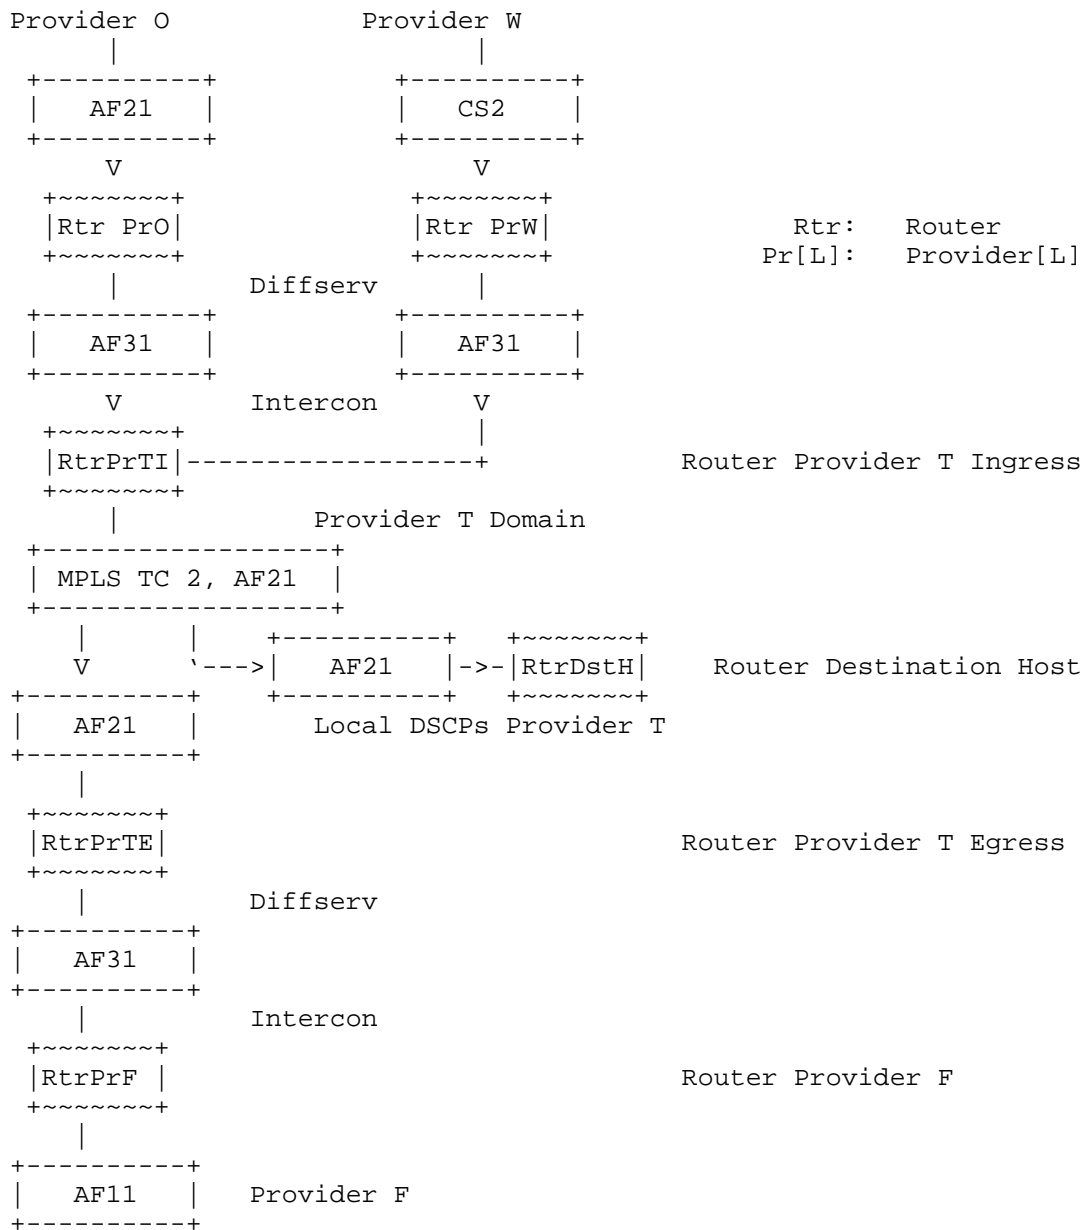 Provider O            Provider W
      |                      |
 +----------+           +----------+
 |   AF21   |           |   CS2    |
 +----------+           +----------+
      V                      V
  +~~~~~~~+              +~~~~~~~+
  |Rtr PrO|              |Rtr PrW|               Rtr:   Router
  +~~~~~~~+              +~~~~~~~+             Pr[L]:   Provider[L]
      |        Diffserv      |
 +----------+           +----------+
 |   AF31   |           |   AF31   |
 +----------+           +----------+
      V        Intercon      V
  +~~~~~~~+                  |
  |RtrPrTI|------------------+            Router Provider T Ingress
  +~~~~~~~+
      |            Provider T Domain
 +------------------+
 | MPLS TC 2, AF21  |
 +------------------+
    |      |    +----------+   +~~~~~~~+
    V      `--->|   AF21   |->-|RtrDstH|    Router Destination Host
+----------+    +----------+   +~~~~~~~+
|   AF21   |       Local DSCPs Provider T
+----------+
    |
 +~~~~~~~+
 |RtrPrTE|                                Router Provider T Egress
 +~~~~~~~+
    |          Diffserv
+----------+
|   AF31   |
+----------+
    |          Intercon
 +~~~~~~~+
 |RtrPrF |                                Router Provider F
 +~~~~~~~+
    |
+----------+
|   AF11   |   Provider F
+----------+